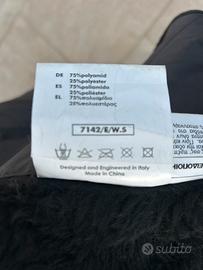 DE 75%polyamid
25%polyester
ES 75%poliamida
25%poliéster
EL 75%πολυαμίδιο
25%πολυεστέρας
7142/E/W.S
Designed and Engineered in Italy
Made in China
subito